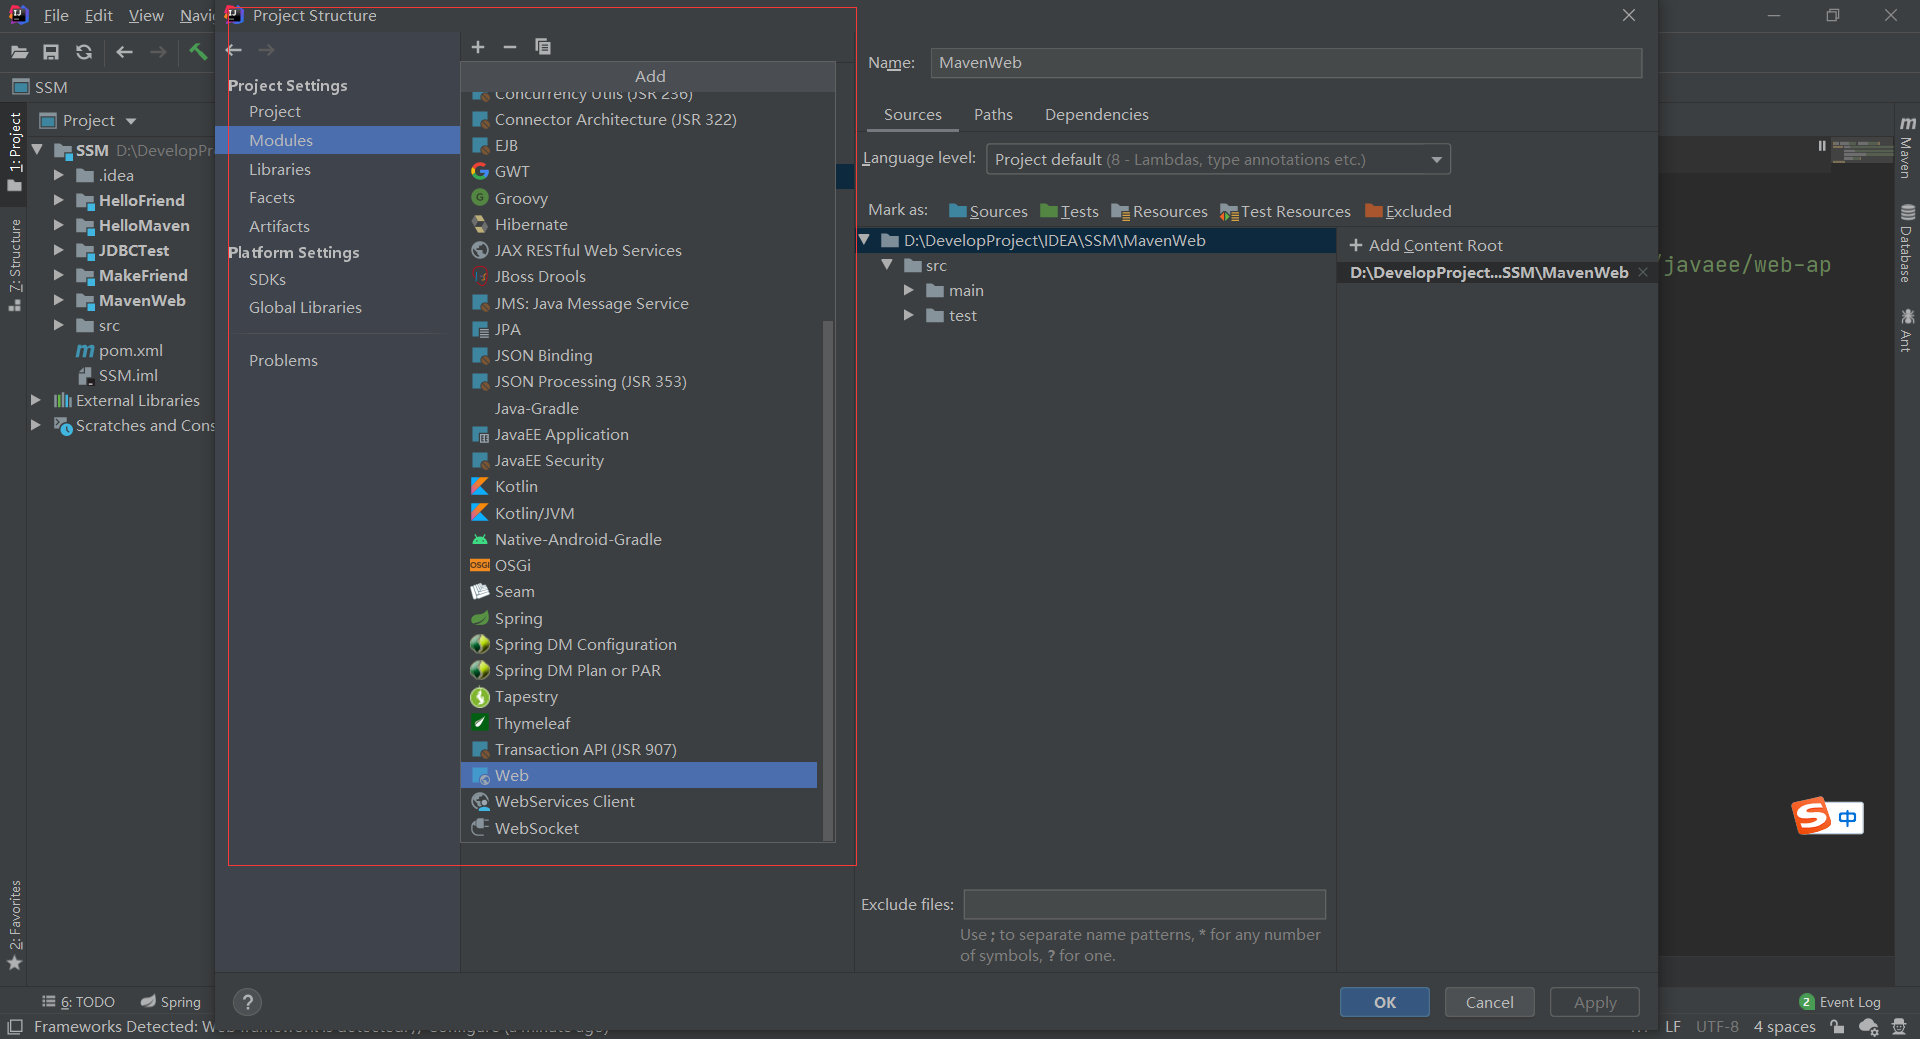 File Edit View Navi
Project Structure
SSM
Project Settings
Project
Modules
Libraries
Facets
Artifacts
Platform Settings
SDKs
Global Libraries
Problems
1: Project
7: Structure
2: Favorites
Project
SSM D:\DevelopPr
.idea
HelloFriend
HelloMaven
JDBCTest
MakeFriend
MavenWeb
src
pom.xml
SSM.iml
External Libraries
Scratches and Cons
Add
Concurrency Utils (JSR 236)
Connector Architecture (JSR 322)
EJB
GWT
Groovy
Hibernate
JAX RESTful Web Services
JBoss Drools
JMS: Java Message Service
JPA
JSON Binding
JSON Processing (JSR 353)
Java-Gradle
JavaEE Application
JavaEE Security
Kotlin
Kotlin/JVM
Native-Android-Gradle
OSGi
Seam
Spring
Spring DM Configuration
Spring DM Plan or PAR
Tapestry
Thymeleaf
Transaction API (JSR 907)
Web
WebServices Client
WebSocket
Name: MavenWeb
Sources Paths Dependencies
Language level: Project default (8 - Lambdas, type annotations etc.)
Mark as: Sources Tests Resources Test Resources Excluded
D:\DevelopProject\IDEA\SSM\MavenWeb
src
main
test
+ Add Content Root
D:\DevelopProject...SSM\MavenWeb
/javaee/web-ap
Maven
Database
Ant
中
Exclude files:
Use ; to separate name patterns, * for any number
of symbols, ? for one.
OK Cancel Apply
6: TODO Spring
2 Event Log
Frameworks Detected: W
LF UTF-8 4 spaces